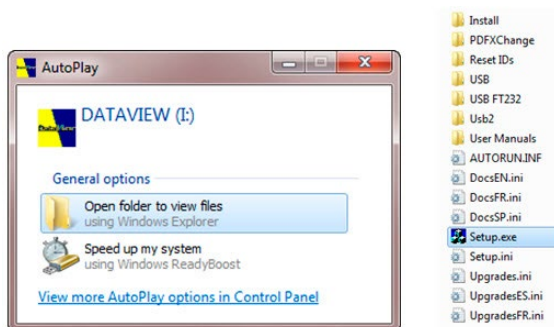 AutoPlay
DATAVIEW (I:)
DataView
General options
Open folder to view files
using Windows Explorer
Speed up my system
using Windows ReadyBoost
View more AutoPlay options in Control Panel
Install
PDFXChange
Reset IDs
USB
USB FT232
Usb2
User Manuals
AUTORUN.INF
DocsEN.ini
DocsFR.ini
DocsSP.ini
Setup.exe
Setup.ini
Upgrades.ini
UpgradesES.ini
UpgradesFR.ini